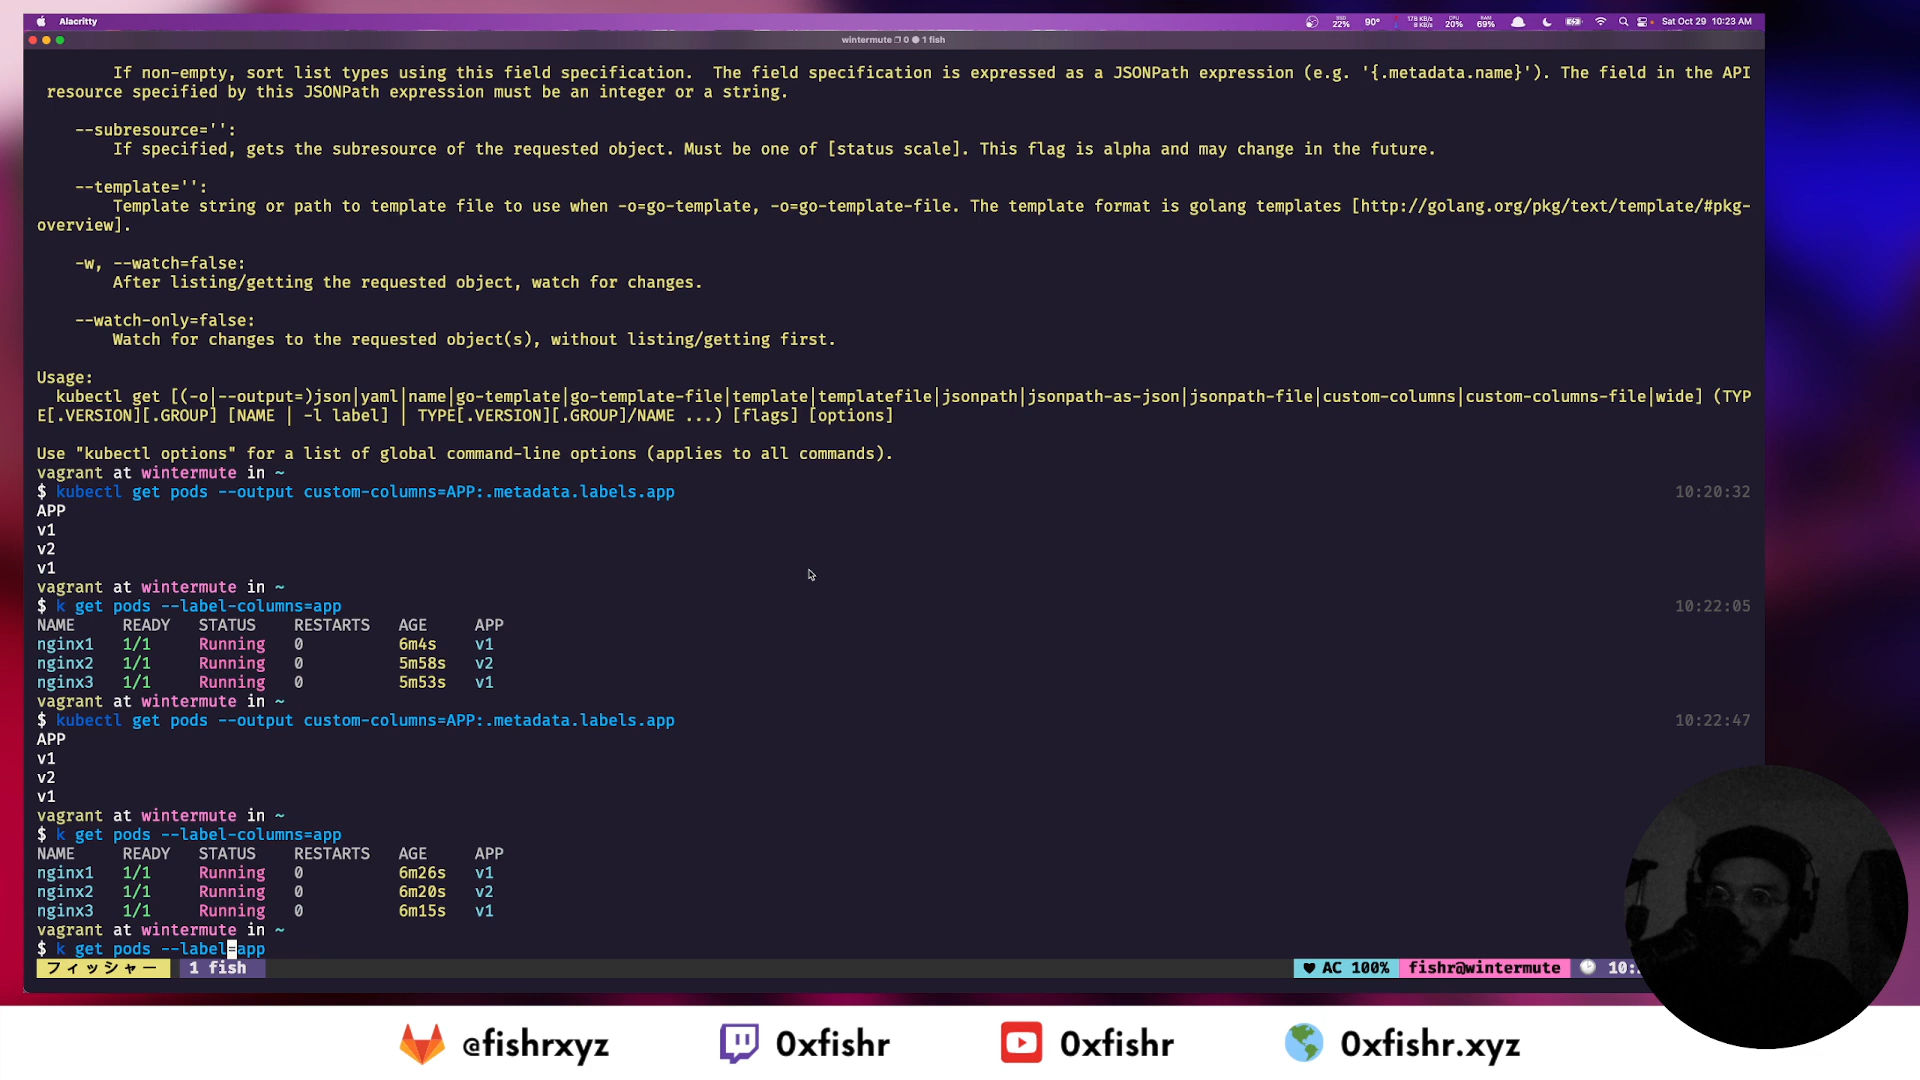 Alacritty
SSD
22%
90°
178 KB/s
8 KB/s
CPU
20%
RAM
69%
Sat Oct 29 10:23 AM
wintermute ❐ 0 ● 1 fish
If non-empty, sort list types using this field specification.  The field specification is expressed as a JSONPath expression (e.g. '{.metadata.name}'). The field in the API
resource specified by this JSONPath expression must be an integer or a string.
--subresource='':
If specified, gets the subresource of the requested object. Must be one of [status scale]. This flag is alpha and may change in the future.
--template='':
Template string or path to template file to use when -o=go-template, -o=go-template-file. The template format is golang templates [http://golang.org/pkg/text/template/#pkg-
overview].
-w, --watch=false:
After listing/getting the requested object, watch for changes.
--watch-only=false:
Watch for changes to the requested object(s), without listing/getting first.
Usage:
kubectl get [(-o|--output=)json|yaml|name|go-template|go-template-file|template|templatefile|jsonpath|jsonpath-as-json|jsonpath-file|custom-columns|custom-columns-file|wide] (TYP
E[.VERSION][.GROUP] [NAME | -l label] | TYPE[.VERSION][.GROUP]/NAME ...) [flags] [options]
Use "kubectl options" for a list of global command-line options (applies to all commands).
vagrant at wintermute in ~
$ kubectl get pods --output custom-columns=APP:.metadata.labels.app 10:20:32
APP
v1
v2
v1
vagrant at wintermute in ~
$ k get pods --label-columns=app 10:22:05
NAME READY STATUS RESTARTS AGE APP
nginx1 1/1 Running 0 6m4s v1
nginx2 1/1 Running 0 5m58s v2
nginx3 1/1 Running 0 5m53s v1
vagrant at wintermute in ~
$ kubectl get pods --output custom-columns=APP:.metadata.labels.app 10:22:47
APP
v1
v2
v1
vagrant at wintermute in ~
$ k get pods --label-columns=app
NAME READY STATUS RESTARTS AGE APP
nginx1 1/1 Running 0 6m26s v1
nginx2 1/1 Running 0 6m20s v2
nginx3 1/1 Running 0 6m15s v1
vagrant at wintermute in ~
$ k get pods --label=app
フィッシャー 1 fish ♥ AC 100% fishr@wintermute 10:
@fishrxyz 0xfishr 0xfishr 0xfishr.xyz